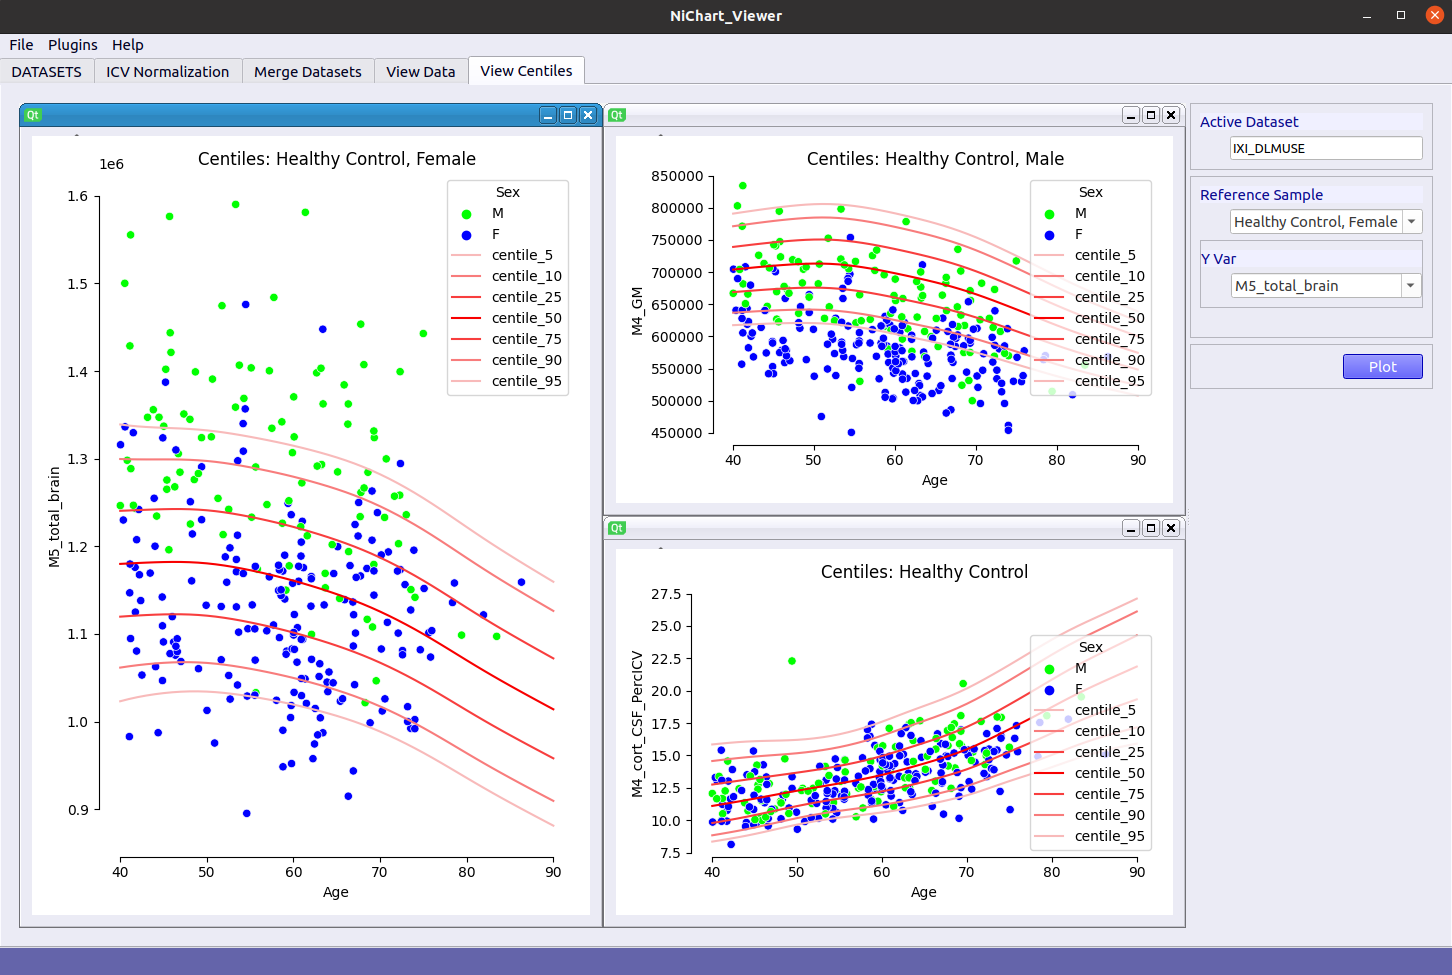 NiChart_Viewer
File Plugins Help
DATASETS ICV Normalization Merge Datasets View Data View Centiles
Qt
Centiles: Healthy Control, Female
1e6
1.6
1.5
1.4
1.3
1.2
1.1
1.0
0.9
M5_total_brain
40 50 60 70 80 90
Age
Sex
M
F
centile_5
centile_10
centile_25
centile_50
centile_75
centile_90
centile_95
Qt
Centiles: Healthy Control, Male
850000
800000
750000
700000
650000
600000
550000
500000
450000
M4_GM
40 50 60 70 80 90
Age
Sex
M
F
centile_5
centile_10
centile_25
centile_50
centile_75
centile_90
centile_95
Qt
Centiles: Healthy Control
27.5
25.0
22.5
20.0
17.5
15.0
12.5
10.0
7.5
M4_cort_CSF_PercICV
40 50 60 70 80 90
Age
Sex
M
F
centile_5
centile_10
centile_25
centile_50
centile_75
centile_90
centile_95
Active Dataset
IXI_DLMUSE
Reference Sample
Healthy Control, Female
Y Var
M5_total_brain
Plot